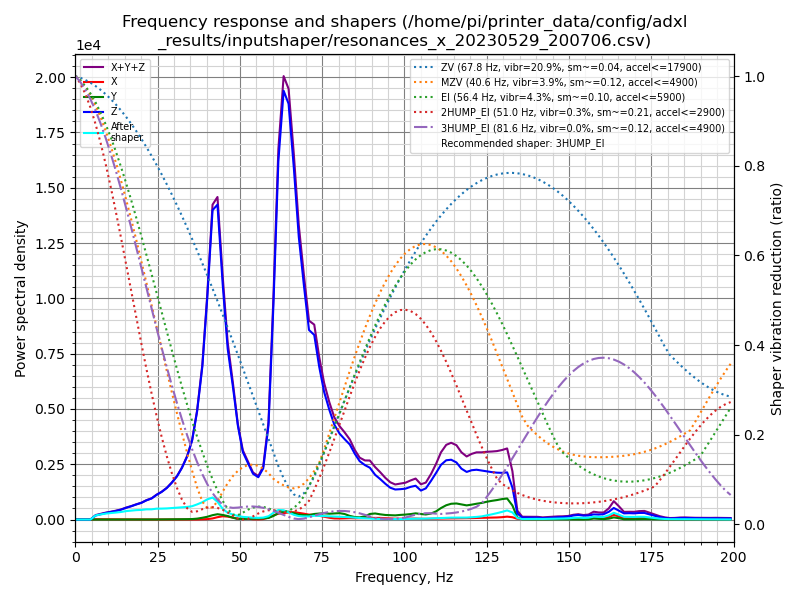 Frequency response and shapers (/home/pi/printer_data/config/adxl
_results/inputshaper/resonances_x_20230529_200706.csv)
1e4
X+Y+Z
X
Y
Z
After
shaper
ZV (67.8 Hz, vibr=20.9%, sm~=0.04, accel<=17900)
MZV (40.6 Hz, vibr=3.9%, sm~=0.12, accel<=4900)
EI (56.4 Hz, vibr=4.3%, sm~=0.10, accel<=5900)
2HUMP_EI (51.0 Hz, vibr=0.3%, sm~=0.21, accel<=2900)
3HUMP_EI (81.6 Hz, vibr=0.0%, sm~=0.12, accel<=4900)
Recommended shaper: 3HUMP_EI
Power spectral density
2.00
1.75
1.50
1.25
1.00
0.75
0.50
0.25
0.00
1.0
0.8
0.6
0.4
0.2
0.0
Shaper vibration reduction (ratio)
0 25 50 75 100 125 150 175 200
Frequency, Hz